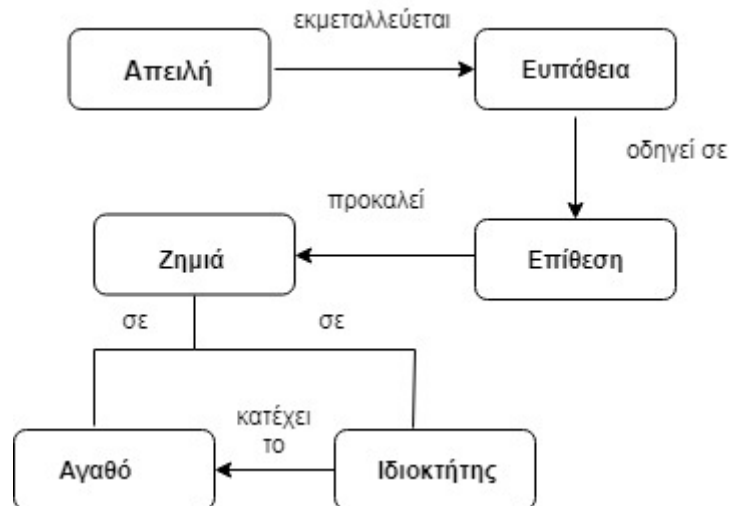 εκμεταλλεύεται
Απειλή
Ευπάθεια
οδηγεί σε
προκαλεί
Ζημιά
Επίθεση
σε
σε
κατέχει
το
Αγαθό
Ιδιοκτήτης